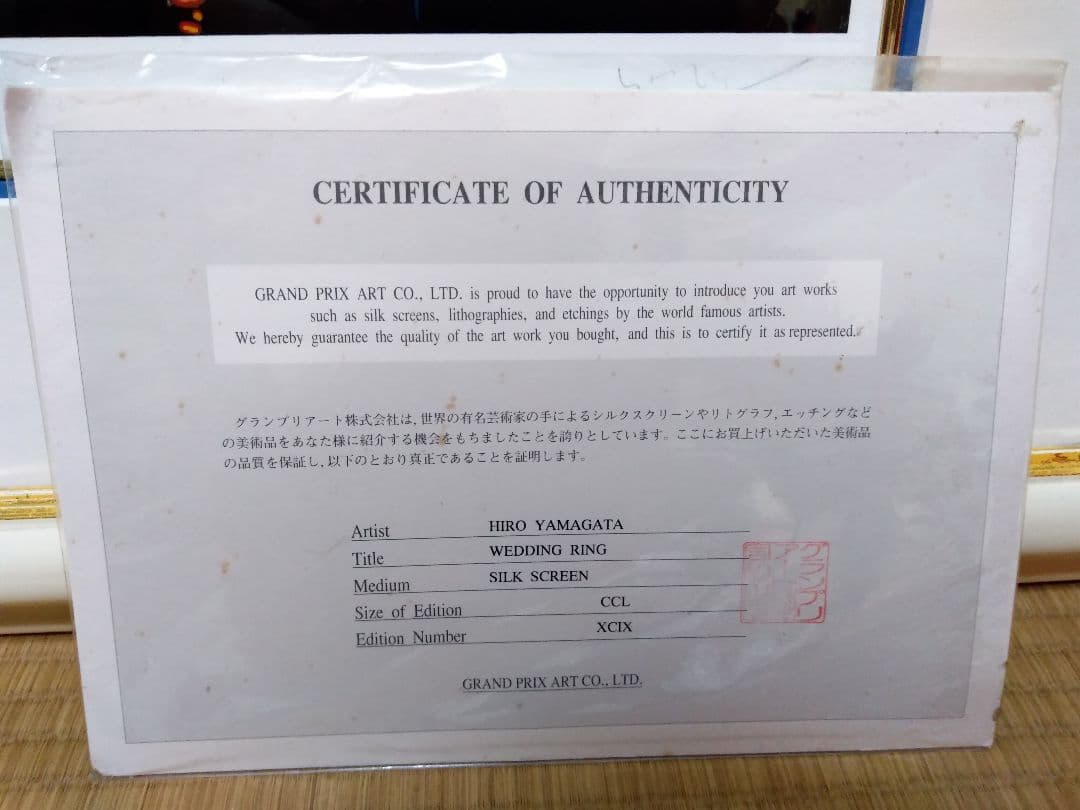 CERTIFICATE OF AUTHENTICITY
GRAND PRIX ART CO., LTD. is proud to have the opportunity to introduce you art works
such as silk screens, lithographies, and etchings by the world famous artists.
We hereby guarantee the quality of the art work you bought, and this is to certify it as represented.
グランプリアート株式会社は, 世界の有名芸術家の手によるシルクスクリーンやリトグラフ, エッチングなど
の美術品をあなた様に紹介する機会をもちましたことを誇りとしています。ここにお買上げいただいた美術品
の品質を保証し, 以下のとおり真正であることを証明します。
Artist HIRO YAMAGATA
Title WEDDING RING
Medium SILK SCREEN
Size of Edition CCL
Edition Number XCIX
グランプリ
GRAND PRIX ART CO., LTD.